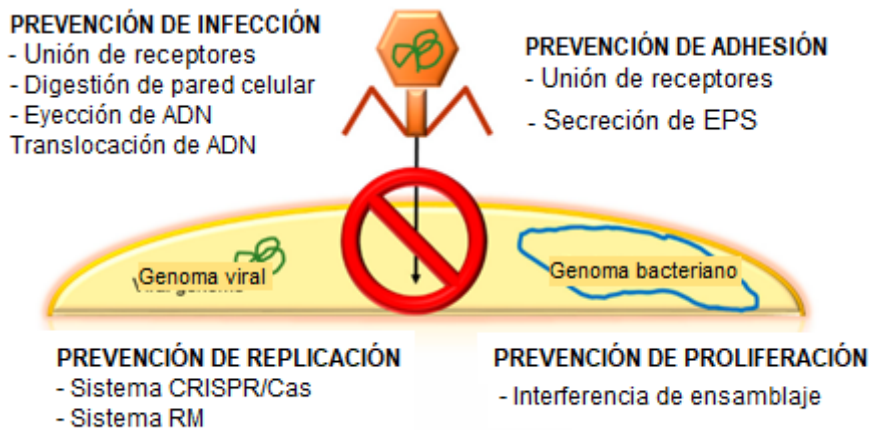 PREVENCIÓN DE INFECCIÓN
- Unión de receptores
- Digestión de pared celular
- Eyección de ADN
Translocación de ADN
PREVENCIÓN DE ADHESIÓN
- Unión de receptores
- Secreción de EPS
Genoma viral
Genoma bacteriano
PREVENCIÓN DE REPLICACIÓN
- Sistema CRISPR/Cas
- Sistema RM
PREVENCIÓN DE PROLIFERACIÓN
- Interferencia de ensamblaje